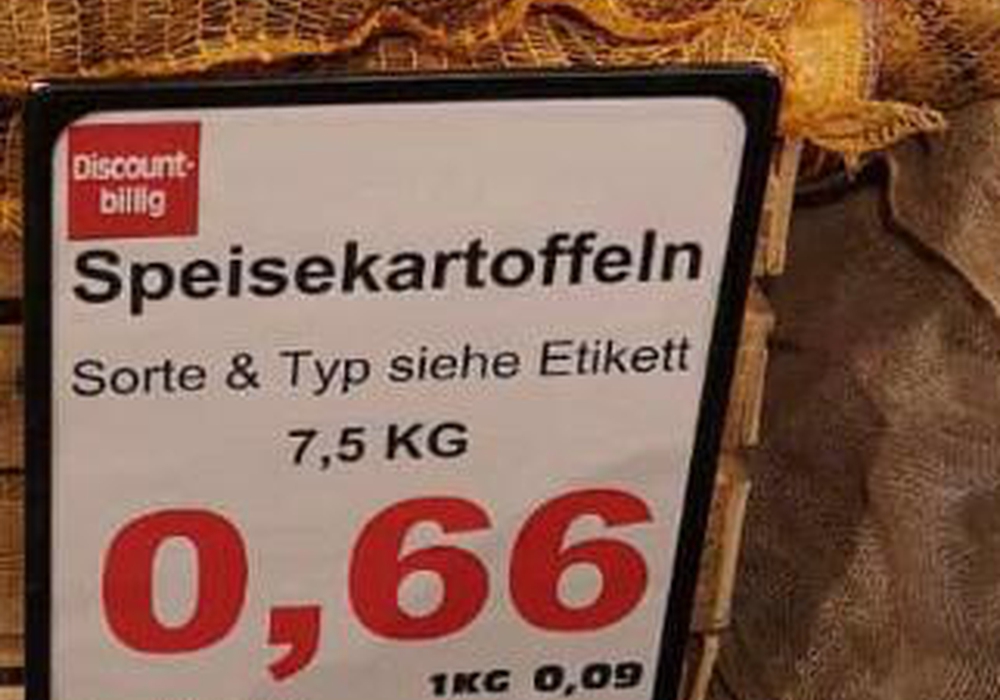 Discount-
billig
Speisekartoffeln
Sorte & Typ siehe Etikett
7,5 KG
0,66
1KG 0,09